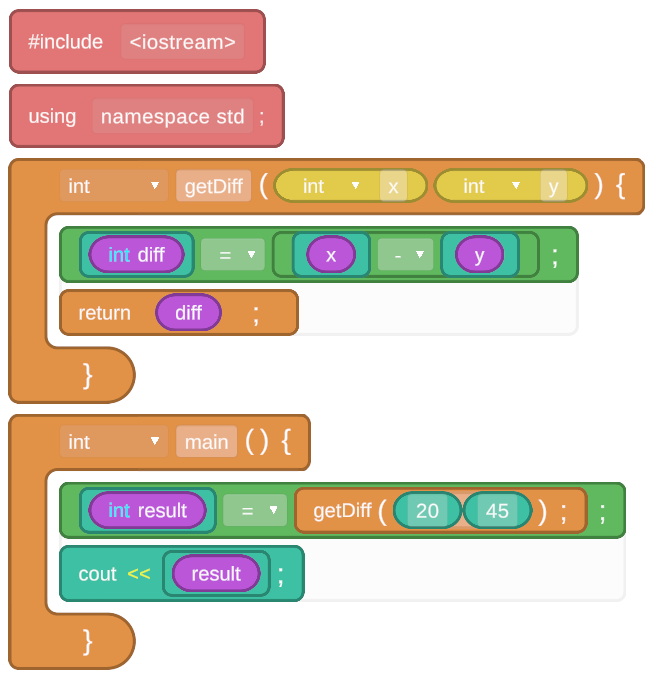 #include <iostream>
using namespace std ;
int getDiff ( int x int y ) {
int diff = x - y ;
return diff ;
}
int main ( ) {
int result = getDiff ( 20 45 ) ; ;
cout << result ;
}